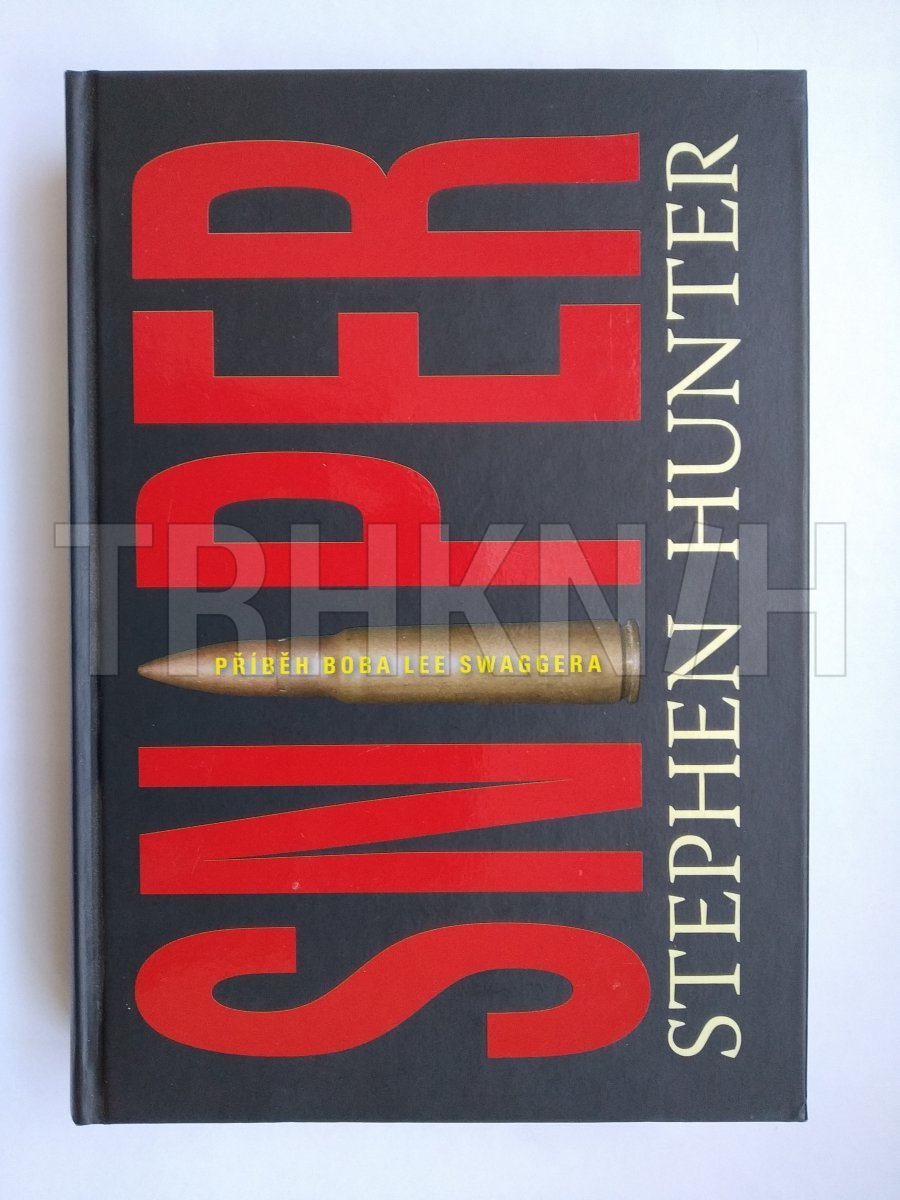 SNIPER
PŘÍBĚH BOBA LEE SWAGGERA
STEPHEN HUNTER
TRHKNIH